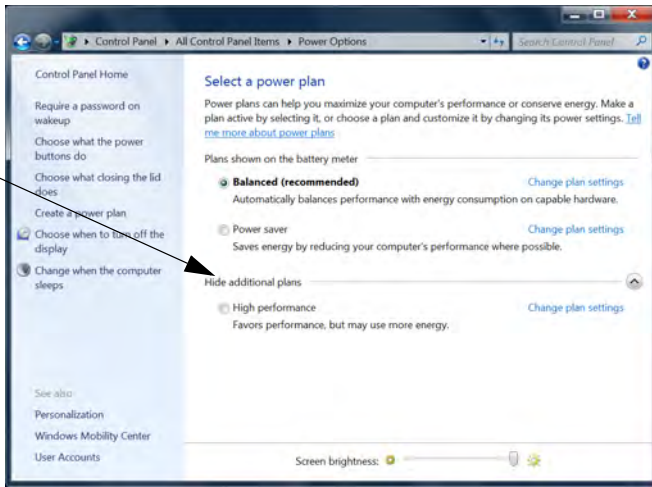 Control Panel ▸ All Control Panel Items ▸ Power Options
Search Control Panel
Control Panel Home
Require a password on
wakeup
Choose what the power
buttons do
Choose what closing the lid
does
Create a power plan
Choose when to turn off the
display
Change when the computer
sleeps
See also
Personalization
Windows Mobility Center
User Accounts
Select a power plan
Power plans can help you maximize your computer's performance or conserve energy. Make a
plan active by selecting it, or choose a plan and customize it by changing its power settings. Tell
me more about power plans
Plans shown on the battery meter
Balanced (recommended) Change plan settings
Automatically balances performance with energy consumption on capable hardware.
Power saver Change plan settings
Saves energy by reducing your computer's performance where possible.
Hide additional plans
High performance Change plan settings
Favors performance, but may use more energy.
Screen brightness: